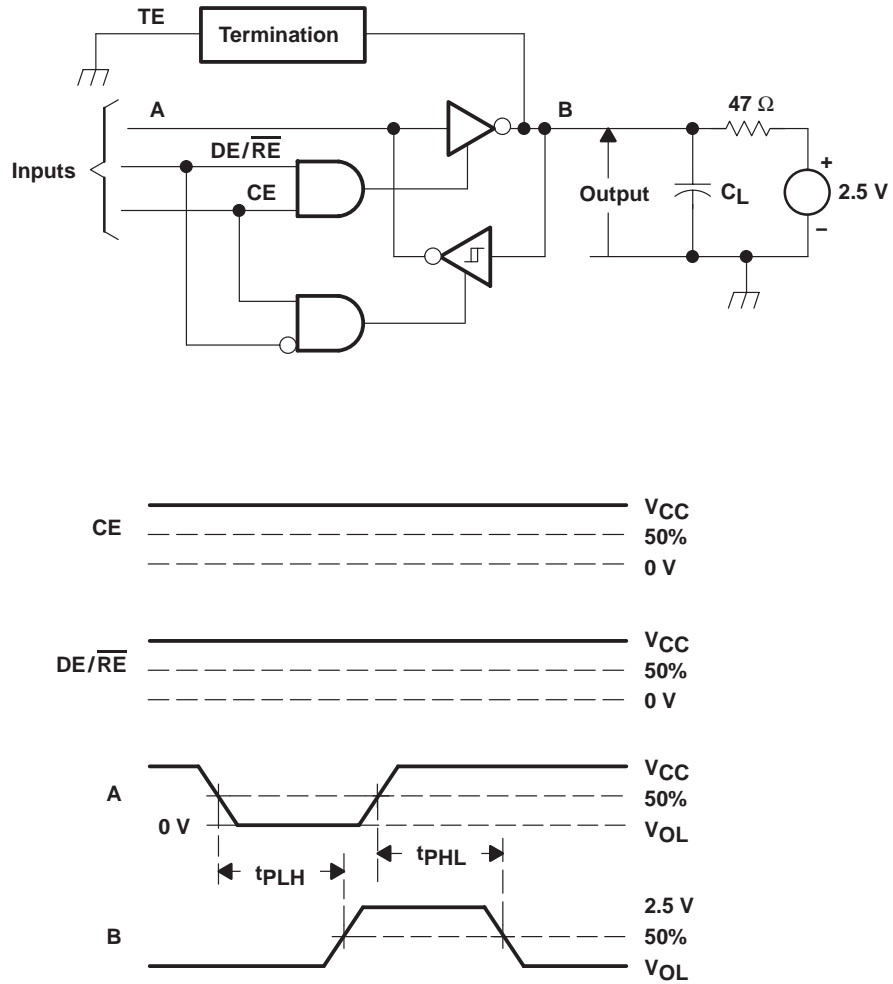 TE
Termination
A
B
47 Ω
DE/RE
Inputs
CE
Output
CL
+
2.5 V
−
VCC
CE
50%
0 V
VCC
DE/RE
50%
0 V
VCC
A
50%
0 V
VOL
tPLH
tPHL
2.5 V
B
50%
VOL